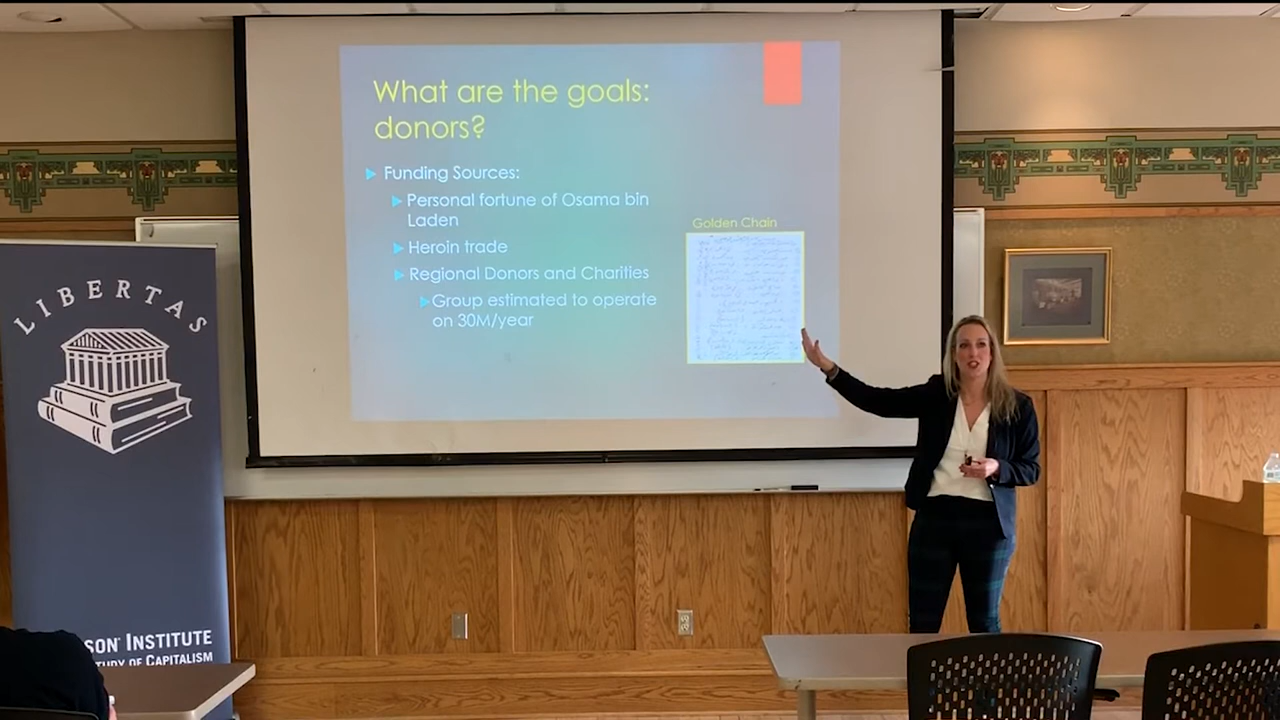 What are the goals:
donors?
Funding Sources:
Personal fortune of Osama bin
Laden
Heroin trade
Regional Donors and Charities
Group estimated to operate
on 30M/year
Golden Chain
LIBERTAS
SON INSTITUTE
OF CAPITALISM